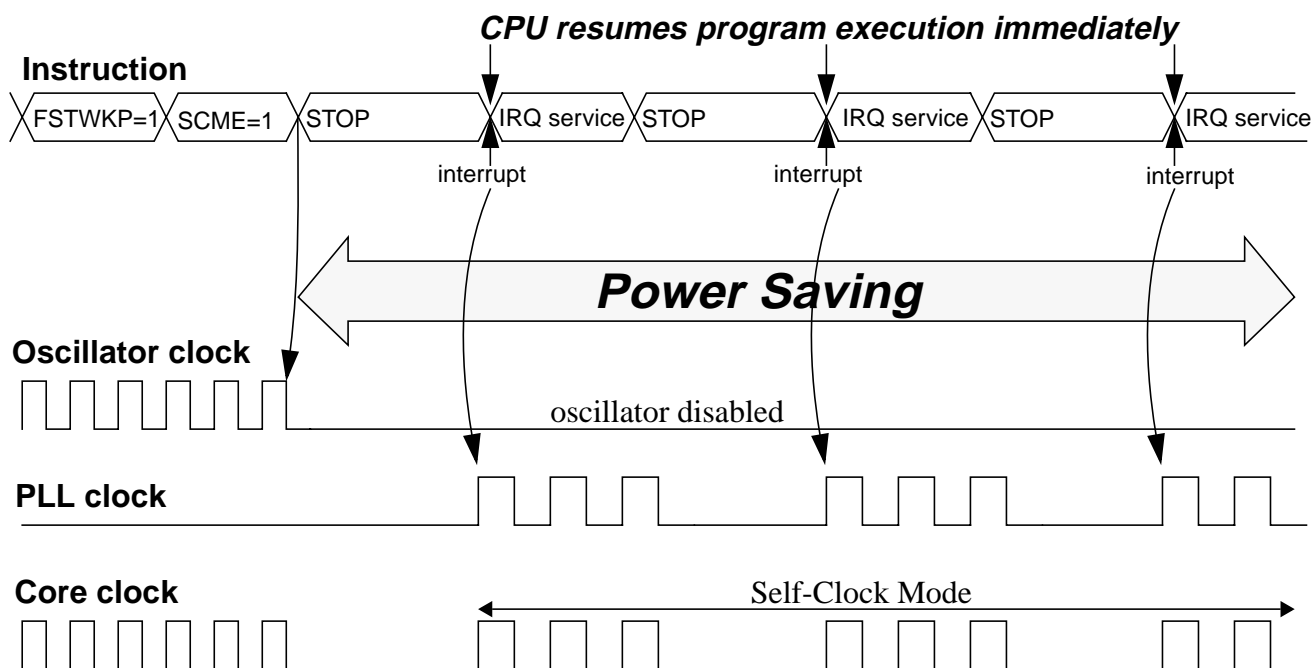 CPU resumes program execution immediately
Instruction
FSTWKP=1 SCME=1 STOP IRQ service STOP IRQ service STOP IRQ service
interrupt interrupt interrupt
Power Saving
Oscillator clock
oscillator disabled
PLL clock
Core clock
Self-Clock Mode